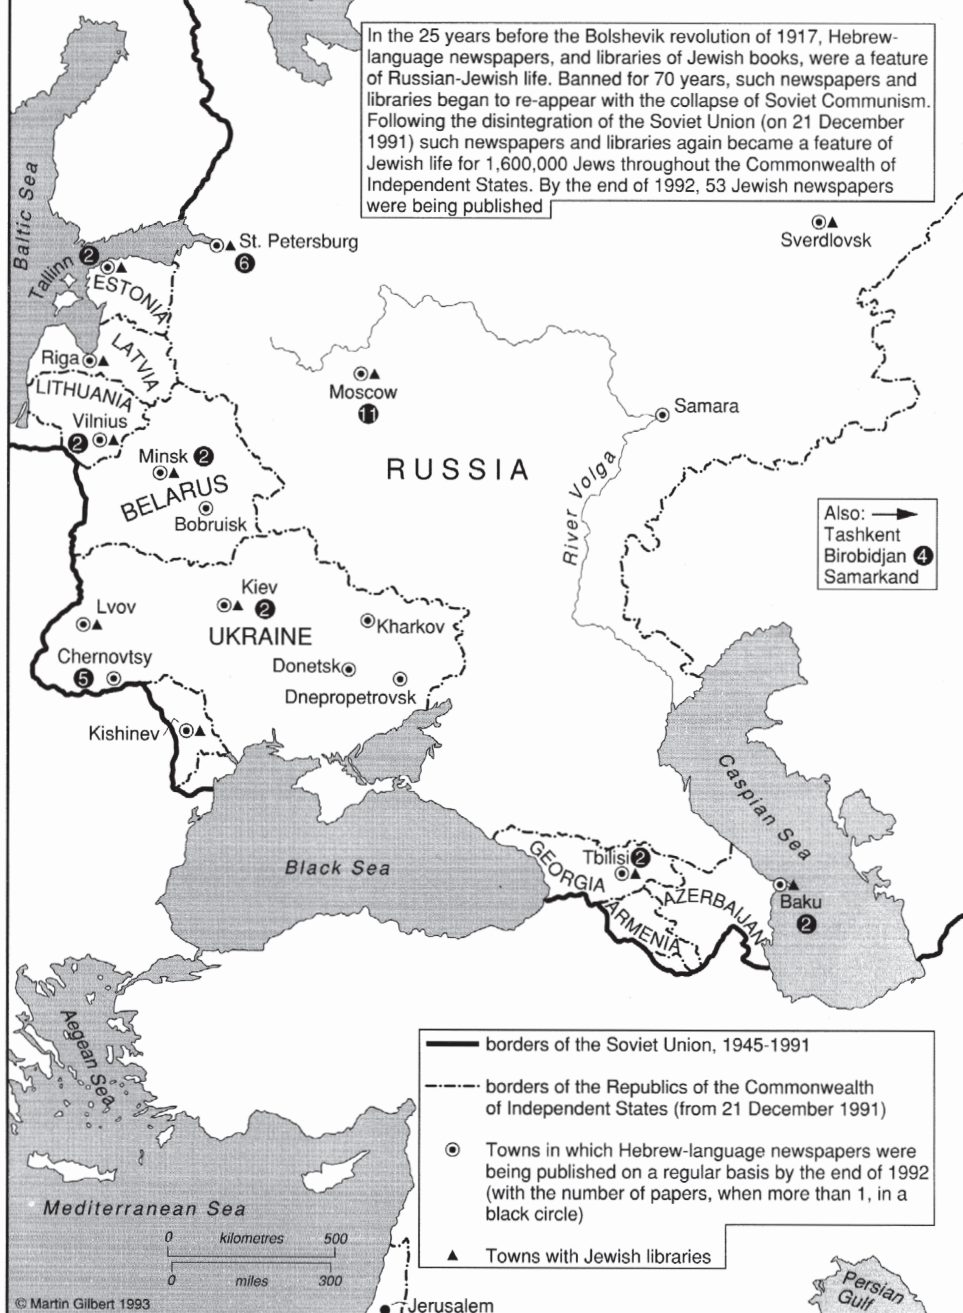 In the 25 years before the Bolshevik revolution of 1917, Hebrew-
language newspapers, and libraries of Jewish books, were a feature
of Russian-Jewish life. Banned for 70 years, such newspapers and
libraries began to re-appear with the collapse of Soviet Communism.
Following the disintegration of the Soviet Union (on 21 December
1991) such newspapers and libraries again became a feature of
Jewish life for 1,600,000 Jews throughout the Commonwealth of
Independent States. By the end of 1992, 53 Jewish newspapers
were being published
Baltic Sea
Sverdlovsk
St. Petersburg
6
Tallinn
2
ESTONIA
Riga
LATVIA
LITHUANIA
Vilnius
2
Moscow
11
Samara
Minsk 2
BELARUS
Bobruisk
RUSSIA
River Volga
Also:
Tashkent
Birobidjan 4
Samarkand
Kiev
2
Lvov
UKRAINE
Kharkov
Chernovtsy
5
Donetsk
Dnepropetrovsk
Kishinev
Caspian Sea
Black Sea
Tbilisi 2
GEORGIA
ARMENIA
AZERBAIJAN
Baku
2
Aegean Sea
borders of the Soviet Union, 1945-1991
borders of the Republics of the Commonwealth
of Independent States (from 21 December 1991)
Towns in which Hebrew-language newspapers were
being published on a regular basis by the end of 1992
(with the number of papers, when more than 1, in a
black circle)
Towns with Jewish libraries
Mediterranean Sea
0 kilometres 500
0 miles 300
Jerusalem
Persian
Gulf
© Martin Gilbert 1993